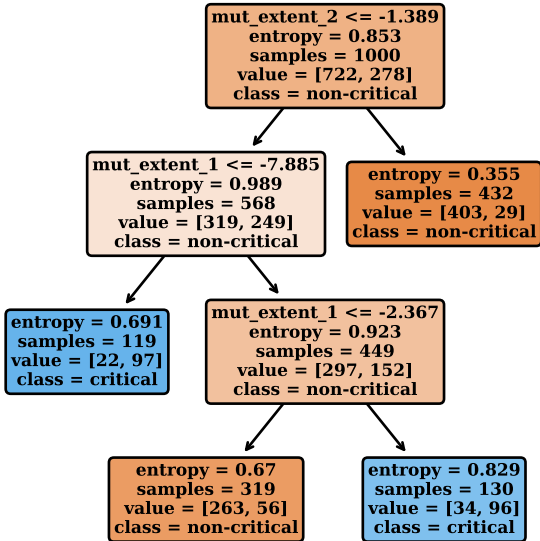 mut_extent_2 <= -1.389
entropy = 0.853
samples = 1000
value = [722, 278]
class = non-critical
mut_extent_1 <= -7.885
entropy = 0.989
samples = 568
value = [319, 249]
class = non-critical
entropy = 0.355
samples = 432
value = [403, 29]
class = non-critical
entropy = 0.691
samples = 119
value = [22, 97]
class = critical
mut_extent_1 <= -2.367
entropy = 0.923
samples = 449
value = [297, 152]
class = non-critical
entropy = 0.67
samples = 319
value = [263, 56]
class = non-critical
entropy = 0.829
samples = 130
value = [34, 96]
class = critical